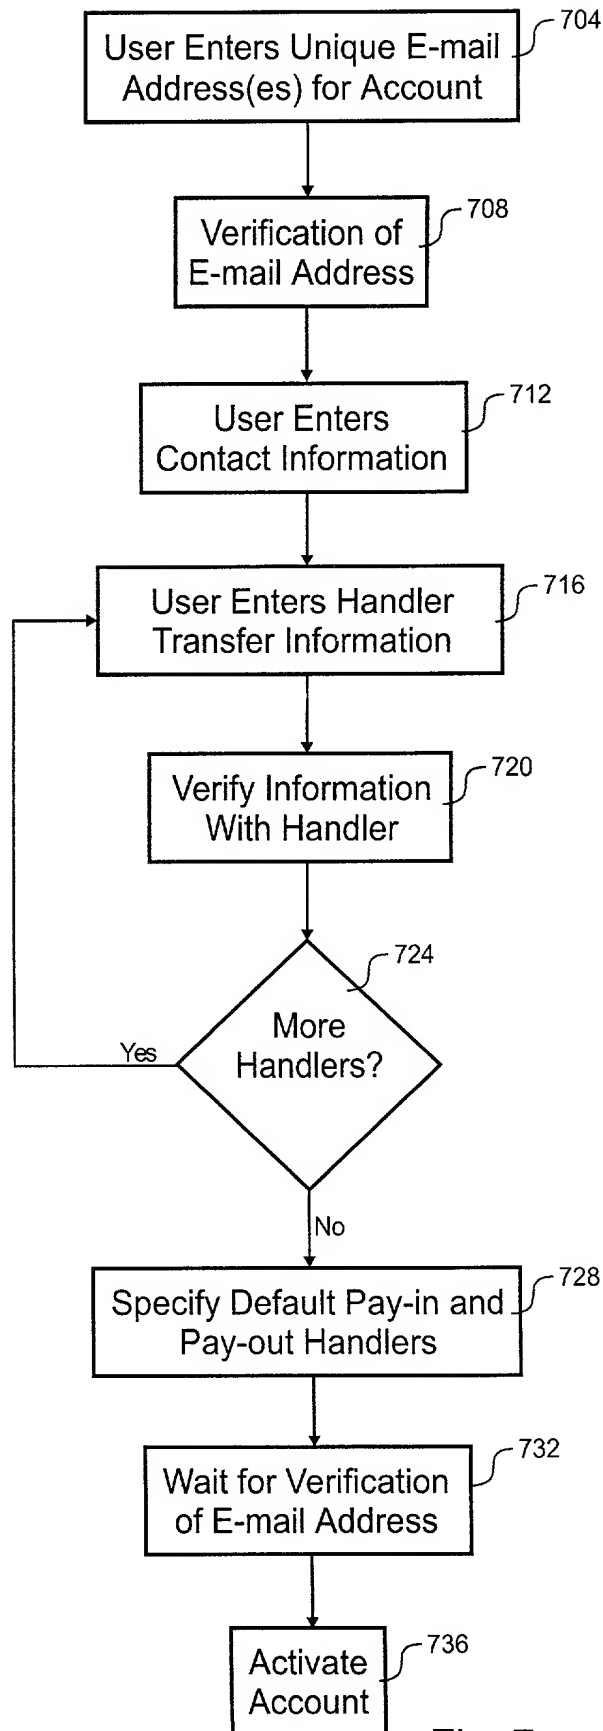 704
User Enters Unique E-mail
Address(es) for Account
708
Verification of
E-mail Address
712
User Enters
Contact Information
716
User Enters Handler
Transfer Information
720
Verify Information
With Handler
724
More
Handlers?
Yes
No
728
Specify Default Pay-in and
Pay-out Handlers
732
Wait for Verification
of E-mail Address
736
Activate
Account